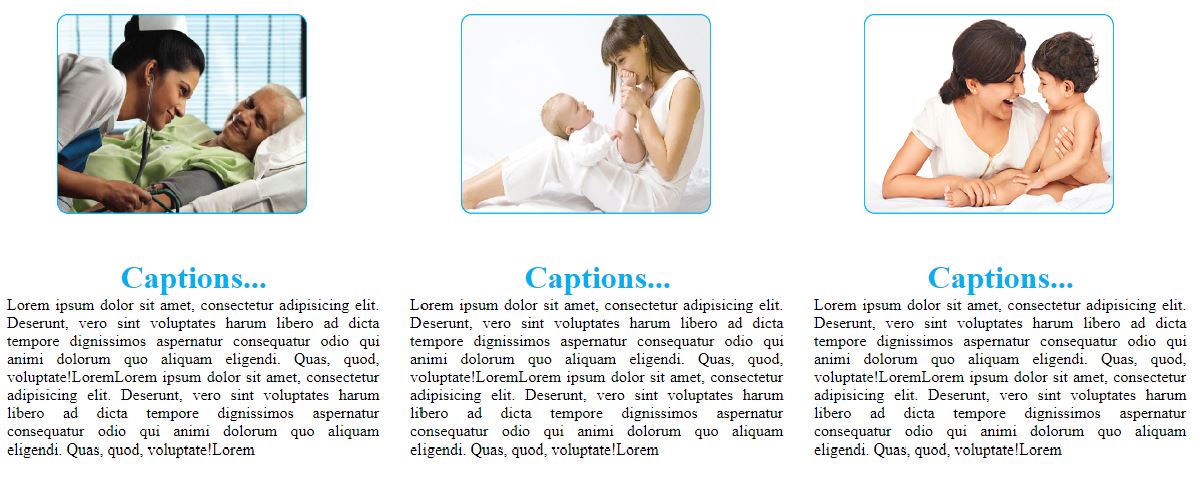 Captions...
Lorem ipsum dolor sit amet, consectetur adipisicing elit.
Deserunt, vero sint voluptates harum libero ad dicta
tempore dignissimos aspernatur consequatur odio qui
animi dolorum quo aliquam eligendi. Quas, quod,
voluptate!LoremLorem ipsum dolor sit amet, consectetur
adipisicing elit. Deserunt, vero sint voluptates harum
libero ad dicta tempore dignissimos aspernatur
consequatur odio qui animi dolorum quo aliquam
eligendi. Quas, quod, voluptate!Lorem
Captions...
Lorem ipsum dolor sit amet, consectetur adipisicing elit.
Deserunt, vero sint voluptates harum libero ad dicta
tempore dignissimos aspernatur consequatur odio qui
animi dolorum quo aliquam eligendi. Quas, quod,
voluptate!LoremLorem ipsum dolor sit amet, consectetur
adipisicing elit. Deserunt, vero sint voluptates harum
libero ad dicta tempore dignissimos aspernatur
consequatur odio qui animi dolorum quo aliquam
eligendi. Quas, quod, voluptate!Lorem
Captions...
Lorem ipsum dolor sit amet, consectetur adipisicing elit.
Deserunt, vero sint voluptates harum libero ad dicta
tempore dignissimos aspernatur consequatur odio qui
animi dolorum quo aliquam eligendi. Quas, quod,
voluptate!LoremLorem ipsum dolor sit amet, consectetur
adipisicing elit. Deserunt, vero sint voluptates harum
libero ad dicta tempore dignissimos aspernatur
consequatur odio qui animi dolorum quo aliquam
eligendi. Quas, quod, voluptate!Lorem